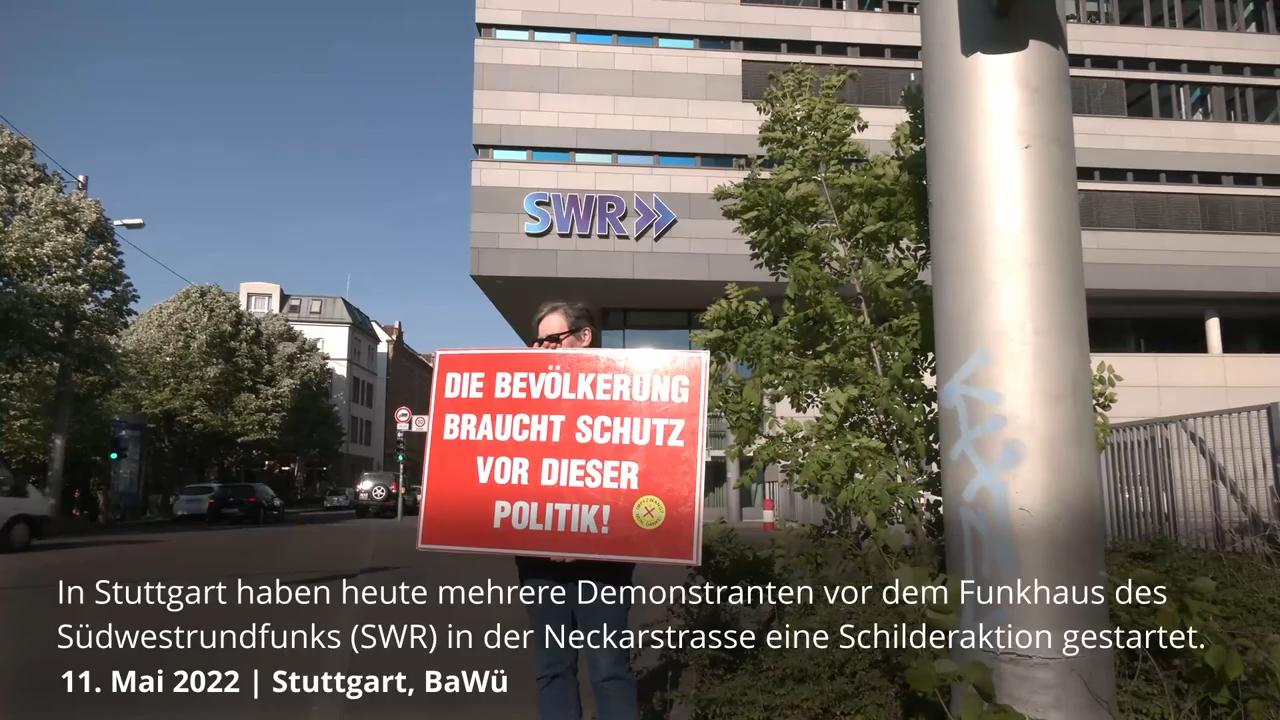 SWR
DIE BEVÖLKERUNG
BRAUCHT SCHUTZ
VOR DIESER
POLITIK!
In Stuttgart haben heute mehrere Demonstranten vor dem Funkhaus des
Südwestrundfunks (SWR) in der Neckarstrasse eine Schilderaktion gestartet.
11. Mai 2022 | Stuttgart, BaWü